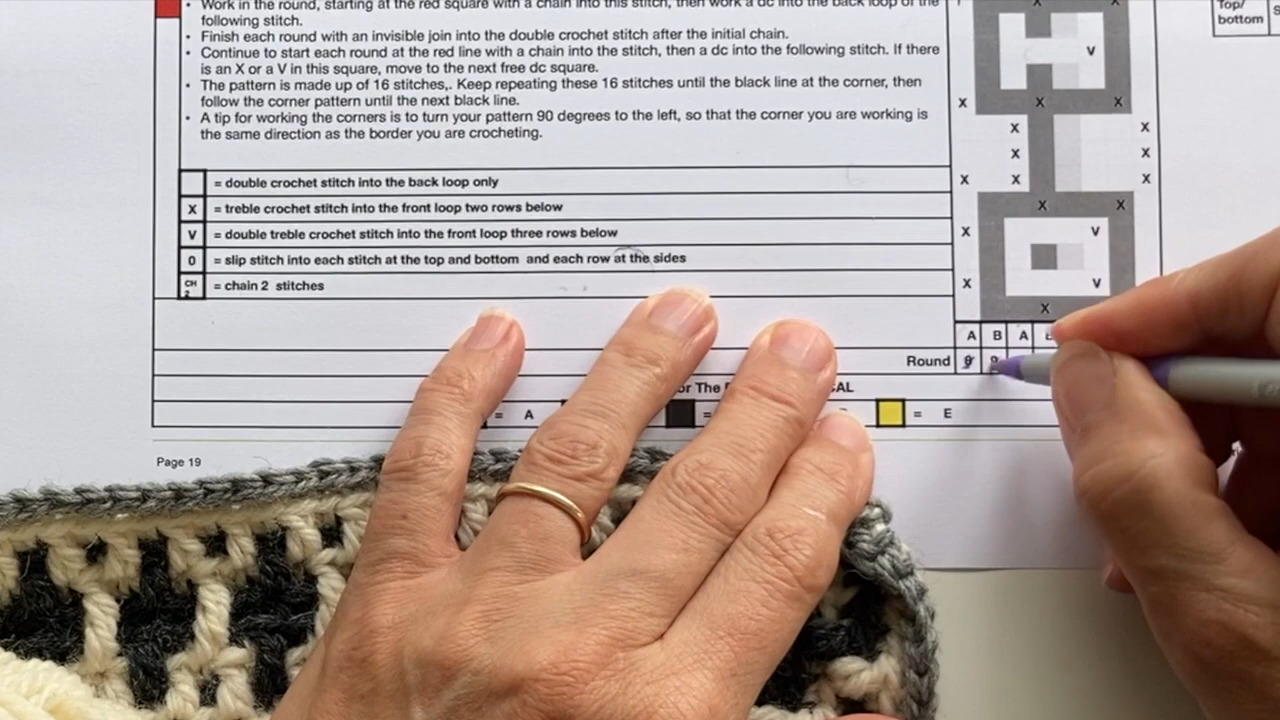 • Work in the round, starting at the red square with a chain into this stitch, then work a dc into the back loop of the
following stitch.
• Finish each round with an invisible join into the double crochet stitch after the initial chain.
• Continue to start each round at the red line with a chain into the stitch, then a dc into the following stitch. If there
is an X or a V in this square, move to the next free dc square.
• The pattern is made up of 16 stitches,. Keep repeating these 16 stitches until the black line at the corner, then
follow the corner pattern until the next black line.
• A tip for working the corners is to turn your pattern 90 degrees to the left, so that the corner you are working is
the same direction as the border you are crocheting.
= double crochet stitch into the back loop only
X = treble crochet stitch into the front loop two rows below
V = double treble crochet stitch into the front loop three rows below
0 = slip stitch into each stitch at the top and bottom and each row at the sides
CH 2 = chain 2 stitches
Top/
bottom
X X
V
X X X
X X
X X
X X X
X X
X V
X V
X
A B A
Round 9
or The
AL
= A = = E
Page 19